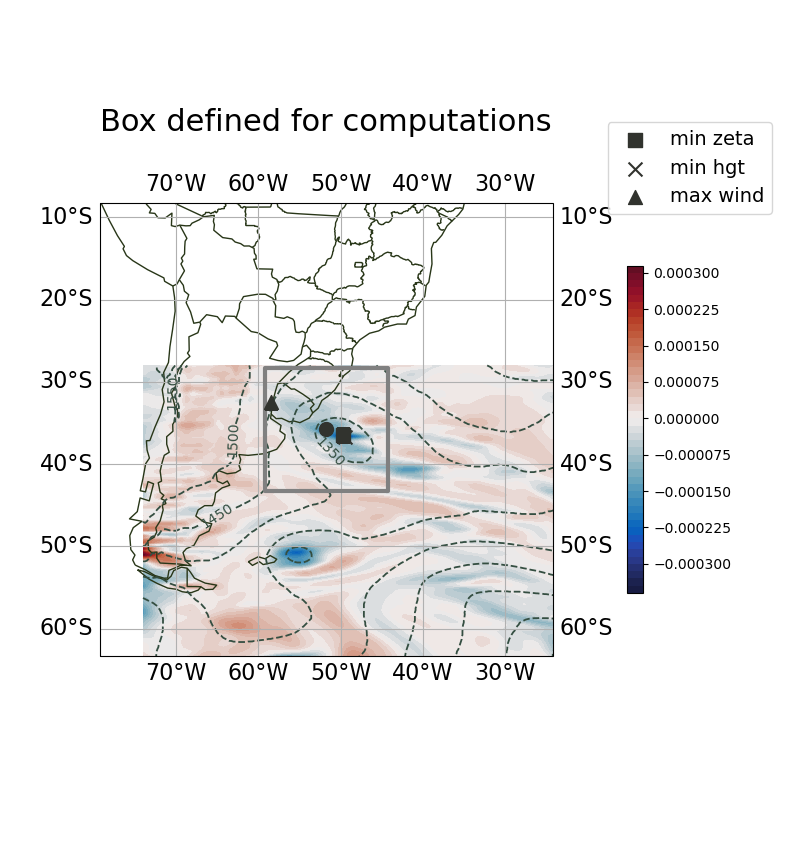 Box defined for computations
min zeta
min hgt
max wind
70°W 60°W 50°W 40°W 30°W
10°S 10°S
20°S
30°S
40°S
50°S
60°S 60°S
70°W 60°W 50°W 40°W 30°W
1550
1500
1450
1350
0.000300
0.000225
0.000150
0.000075
0.000000
−0.000075
−0.000150
−0.000225
−0.000300
20°S
30°S
40°S
50°S